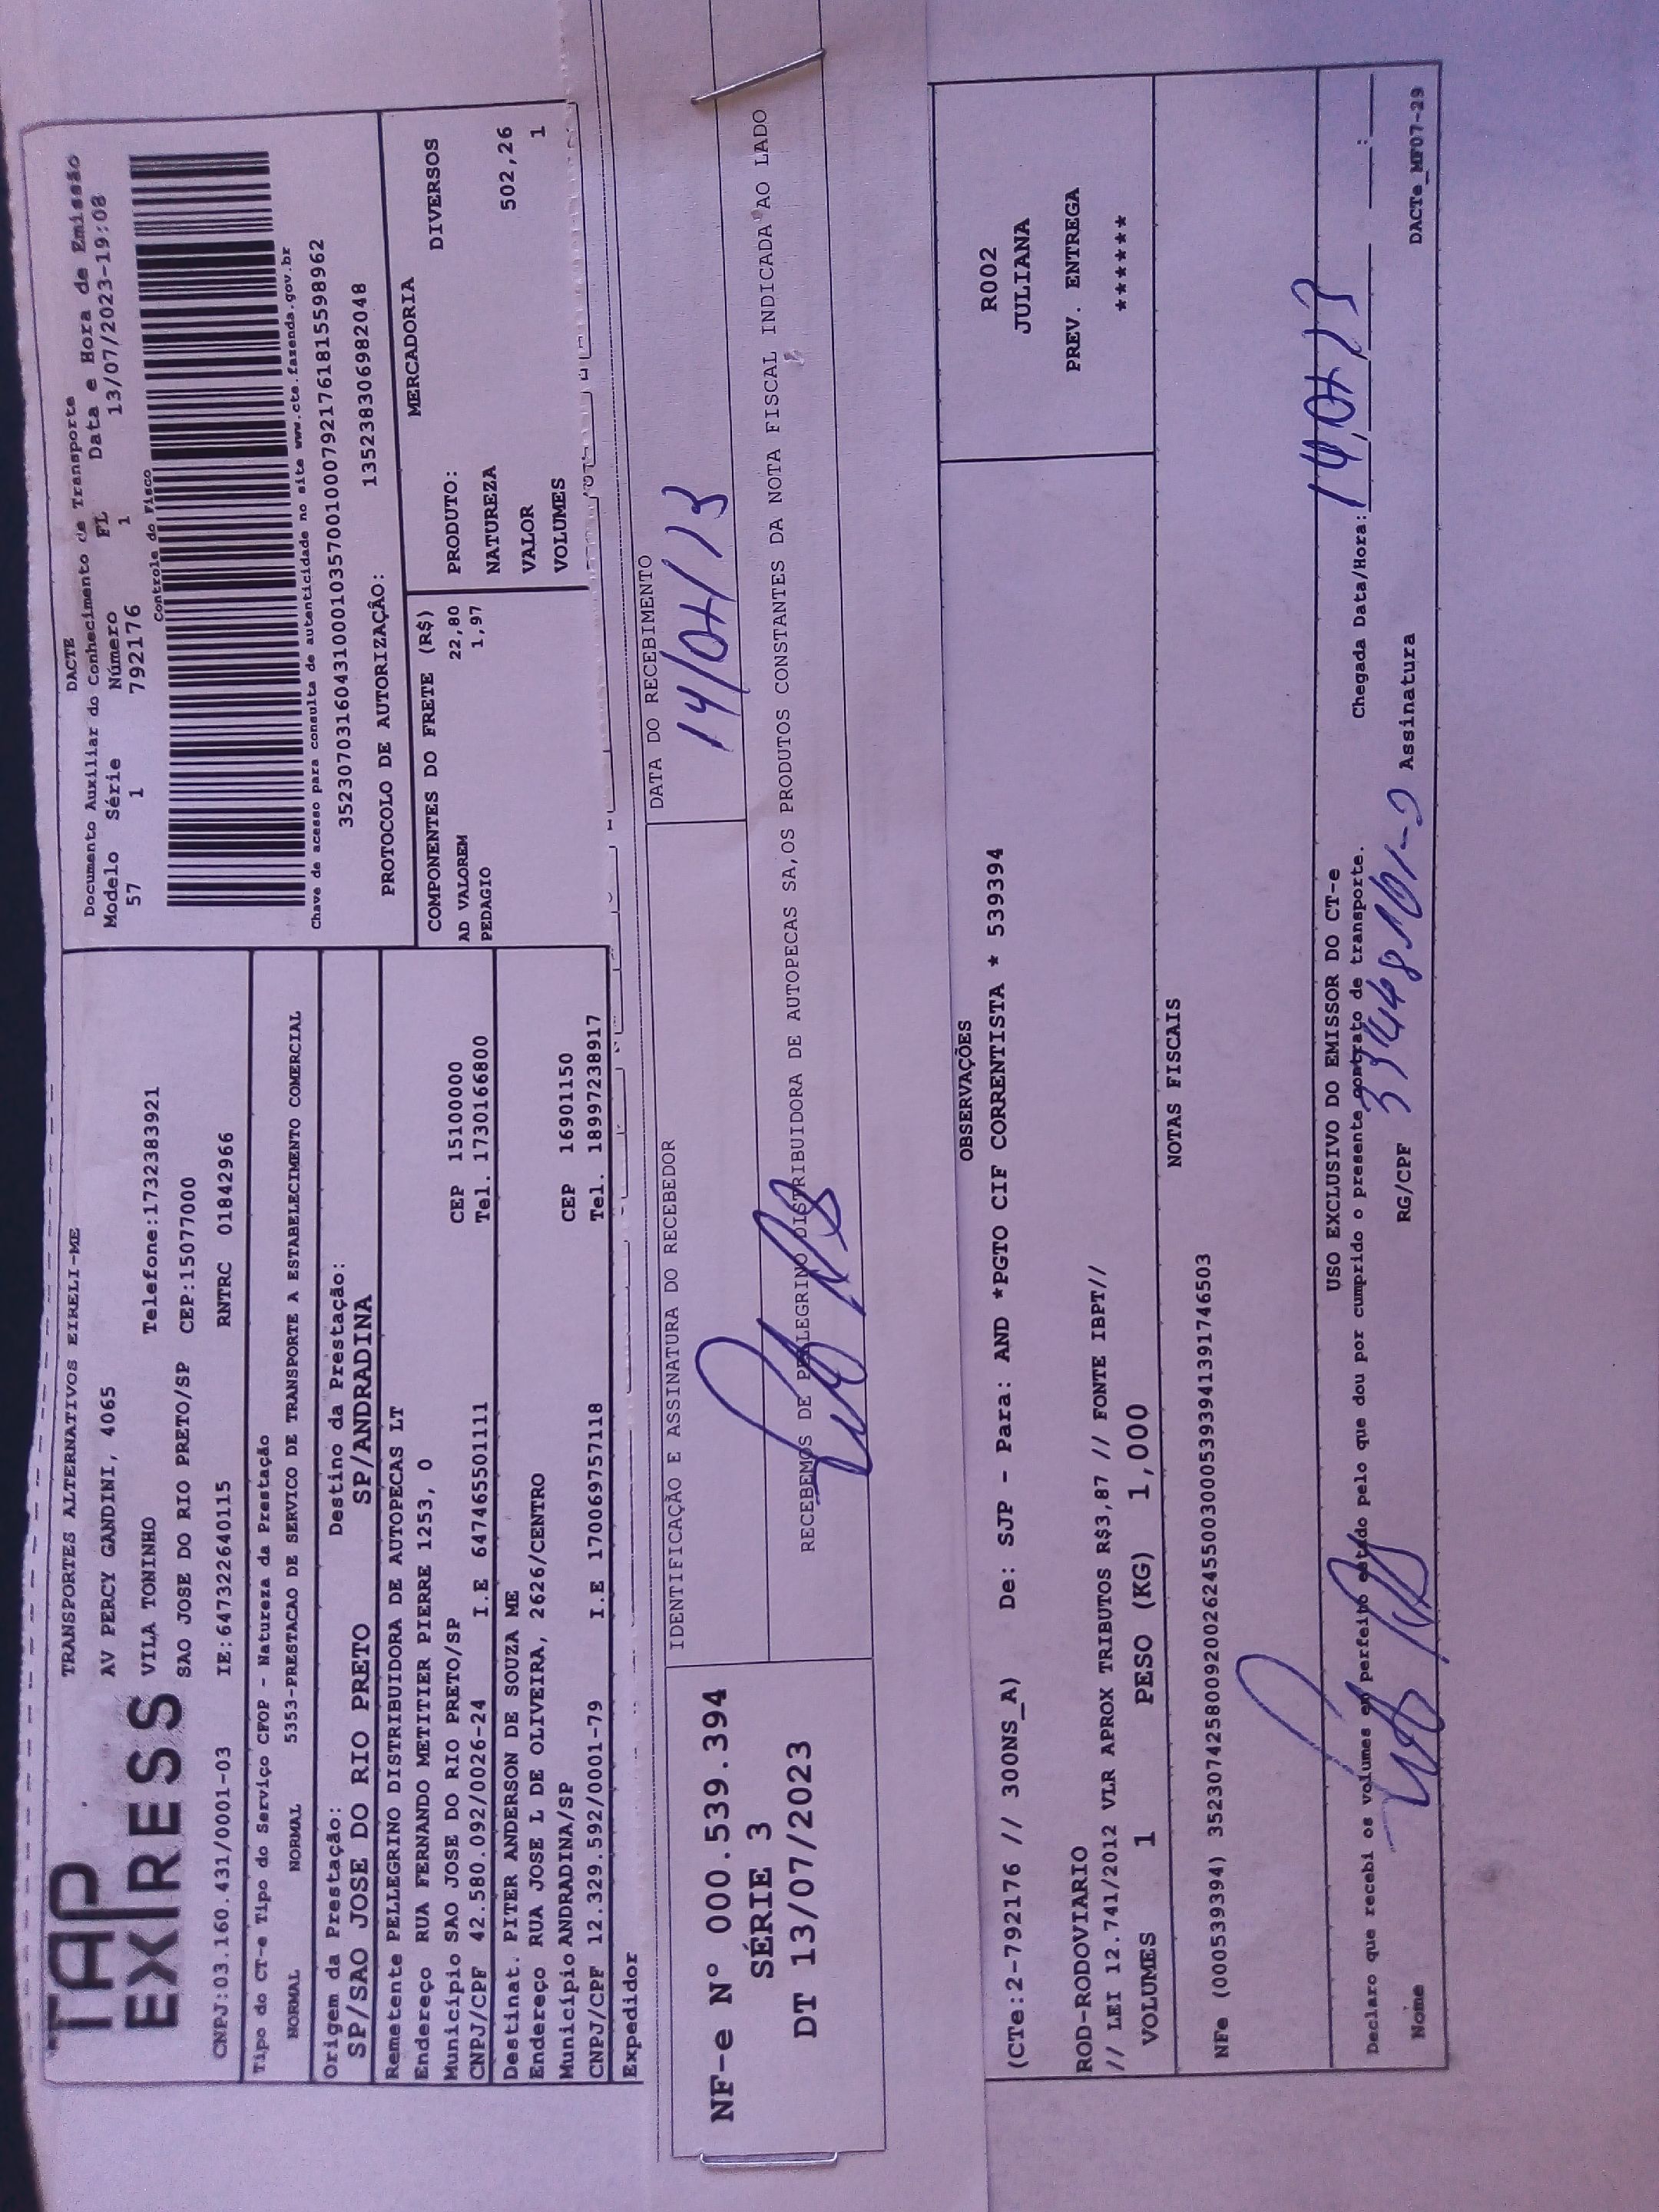 TAP
EXPRESS
TRANSPORTES ALTERNATIVOS EIRELI-ME
AV PERCY GANDINI, 4065
VILA TONINHO Telefone:1732383921
SAO JOSE DO RIO PRETO/SP CEP:15077000
CNPJ:03.160.431/0001-03 IE:647322640115 RNTRC 01842966
DACTE
Documento Auxiliar do Conhecimento de Transporte
Modelo Série Número FL Data e Hora de Emissão
57 1 792176 1 13/07/2023-19:08
Controle do Fisco
Chave de acesso para consulta de autenticidade no site www.cte.fazenda.gov.br
35230703160431000103570010007921761815598962
PROTOCOLO DE AUTORIZAÇÃO: 135238306982048
Tipo do CT-e Tipo do Serviço CFOP - Natureza da Prestação
NORMAL NORMAL 5353-PRESTACAO DE SERVICO DE TRANSPORTE A ESTABELECIMENTO COMERCIAL
Origem da Prestação: Destino da Prestação:
SP/SAO JOSE DO RIO PRETO SP/ANDRADINA
Remetente PELLEGRINO DISTRIBUIDORA DE AUTOPECAS LT
Endereço RUA FERNANDO METITIER PIERRE 1253, 0
Município SAO JOSE DO RIO PRETO/SP CEP 15100000
CNPJ/CPF 42.580.092/0026-24 I.E 647465501111 Tel. 1730166800
Destinat. PITER ANDERSON DE SOUZA ME
Endereço RUA JOSE L DE OLIVEIRA, 2626/CENTRO
Município ANDRADINA/SP CEP 16901150
CNPJ/CPF 12.329.592/0001-79 I.E 170069757118 Tel. 18997238917
Expedidor
COMPONENTES DO FRETE (R$)
AD VALOREM 22,80
PEDAGIO 1,97
MERCADORIA
PRODUTO: DIVERSOS
NATUREZA
VALOR 502,26
VOLUMES 1
NF-e N° 000.539.394
SÉRIE 3
DT 13/07/2023
IDENTIFICAÇÃO E ASSINATURA DO RECEBEDOR
DATA DO RECEBIMENTO
14/07/23
RECEBEMOS DE PELLEGRINO DISTRIBUIDORA DE AUTOPECAS SA,OS PRODUTOS CONSTANTES DA NOTA FISCAL INDICADA AO LADO
OBSERVAÇÕES
(CTe:2-792176 // 300NS_A) De: SJP - Para: AND *PGTO CIF CORRENTISTA * 539394
ROD-RODOVIARIO
// LEI 12.741/2012 VLR APROX TRIBUTOS R$3,87 // FONTE IBPT//
VOLUMES 1 PESO (KG) 1,000
R002
JULIANA
PREV. ENTREGA
*******
NOTAS FISCAIS
NFe (000539394) 35230742580092002624550030005393941391746503
USO EXCLUSIVO DO EMISSOR DO CT-e
Declaro que recebi os volumes em perfeito estado pelo que dou por cumprido o presente contrato de transporte.
Chegada Data/Hora: 14,07,23
Nome RG/CPF Assinatura
DACTe_MF07-29